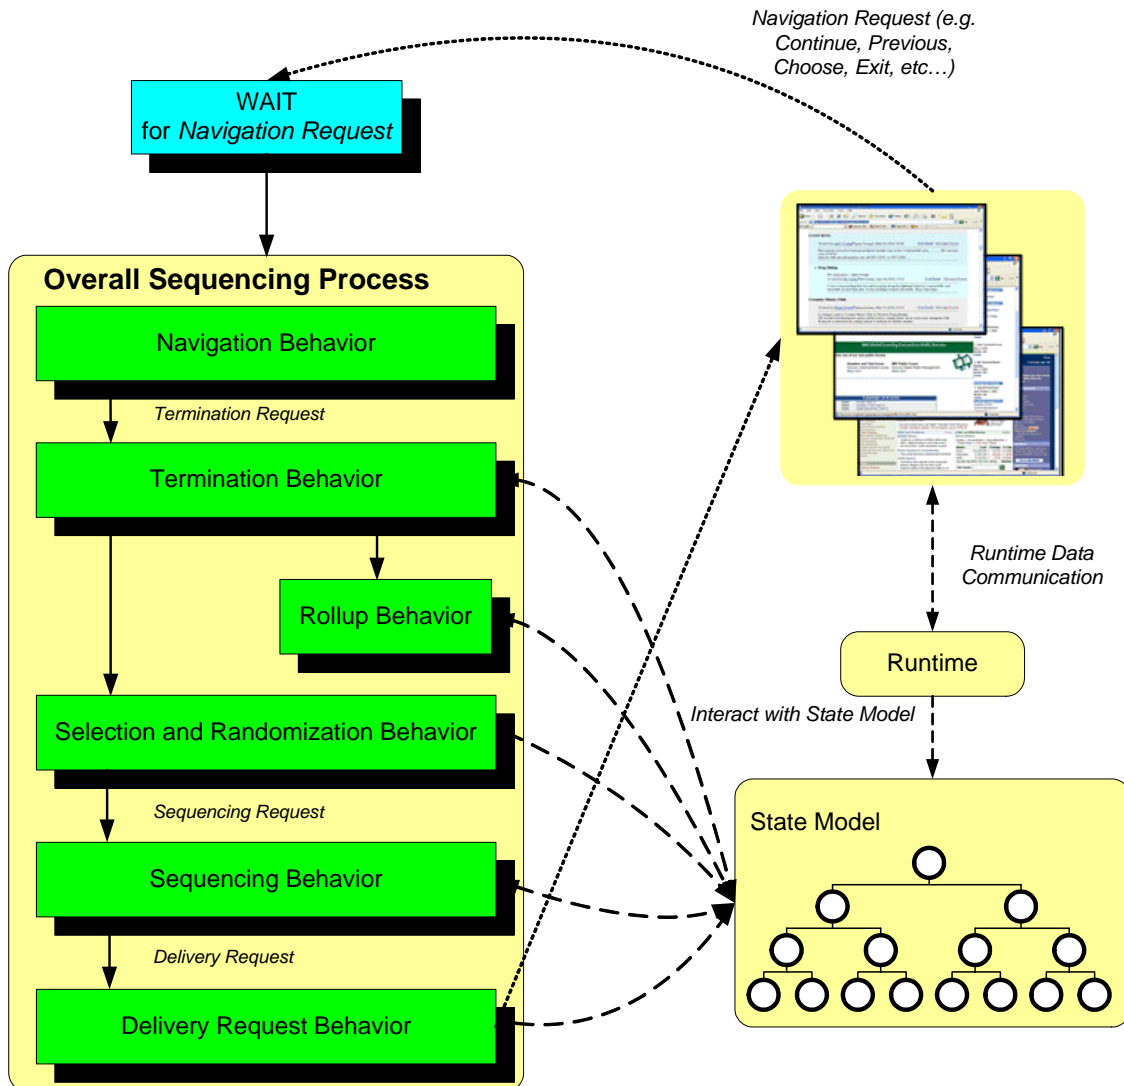 Navigation Request (e.g.
Continue, Previous,
Choose, Exit, etc…)
WAIT
for Navigation Request
Overall Sequencing Process
Navigation Behavior
Termination Request
Termination Behavior
Rollup Behavior
Selection and Randomization Behavior
Sequencing Request
Sequencing Behavior
Delivery Request
Delivery Request Behavior
Runtime Data
Communication
Runtime
Interact with State Model
State Model